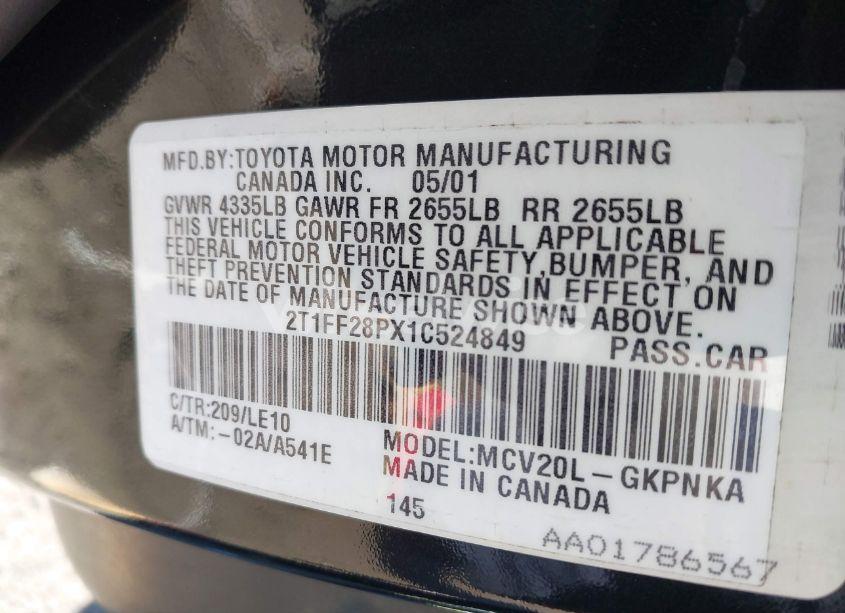 MFD.BY:TOYOTA MOTOR MANUFACTURING
CANADA INC. 05/01
GVWR 4335LB GAWR FR 2655LB RR 2655LB
THIS VEHICLE CONFORMS TO ALL APPLICABLE
FEDERAL MOTOR VEHICLE SAFETY,BUMPER, AND
THEFT PREVENTION STANDARDS IN EFFECT ON
THE DATE OF MANUFACTURE SHOWN ABOVE.
2T1FF28PX1C524849 PASS.CAR
C/TR:209/LE10
A/TM:-02A/A541E
MODEL:MCV20L-GKPNKA
MADE IN CANADA
145
AA01786567